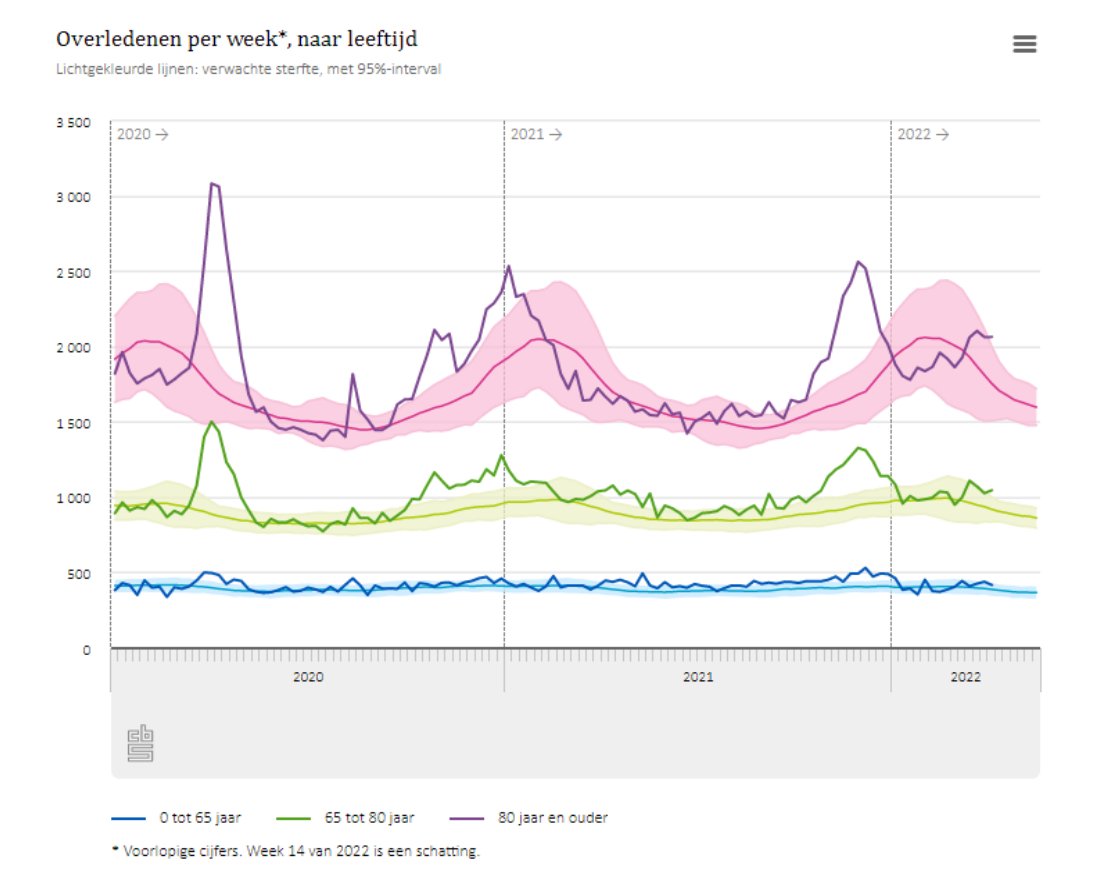 Overledenen per week*, naar leeftijd
Lichtgekleurde lijnen: verwachte sterfte, met 95%-interval
3 500
2020 →
2021 →
2022 →
3 000
2 500
2 000
1 500
1 000
500
0
2020
2021
2022
cbs
0 tot 65 jaar
65 tot 80 jaar
80 jaar en ouder
* Voorlopige cijfers. Week 14 van 2022 is een schatting.